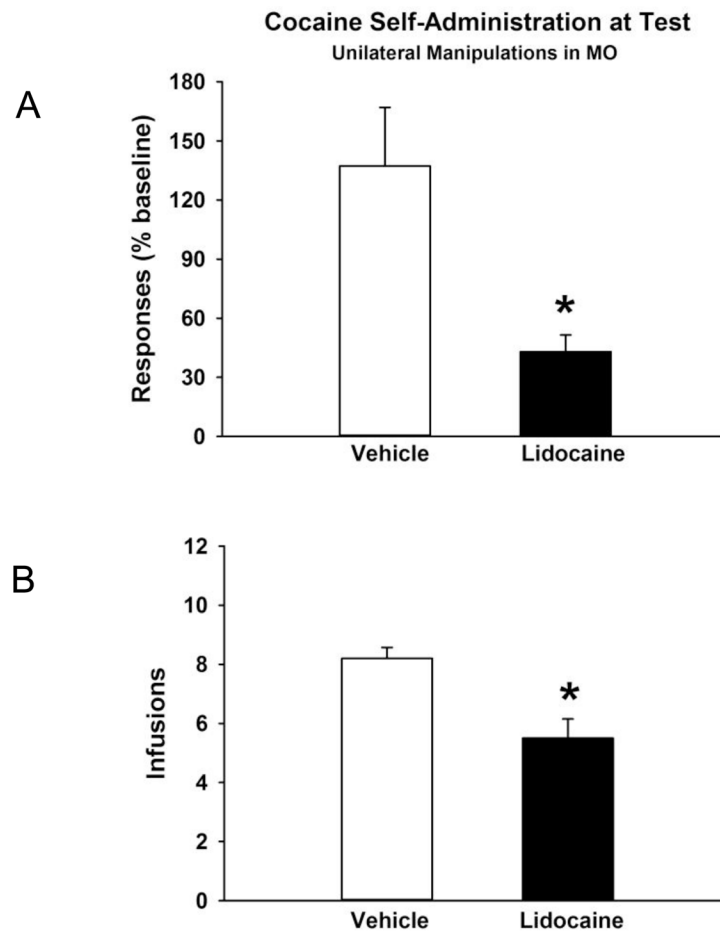 Cocaine Self-Administration at Test
Unilateral Manipulations in MO
A
Responses (% baseline)
180
150
120
90
60
30
0
*
Vehicle Lidocaine
B
Infusions
12
10
8
6
4
2
0
*
Vehicle Lidocaine